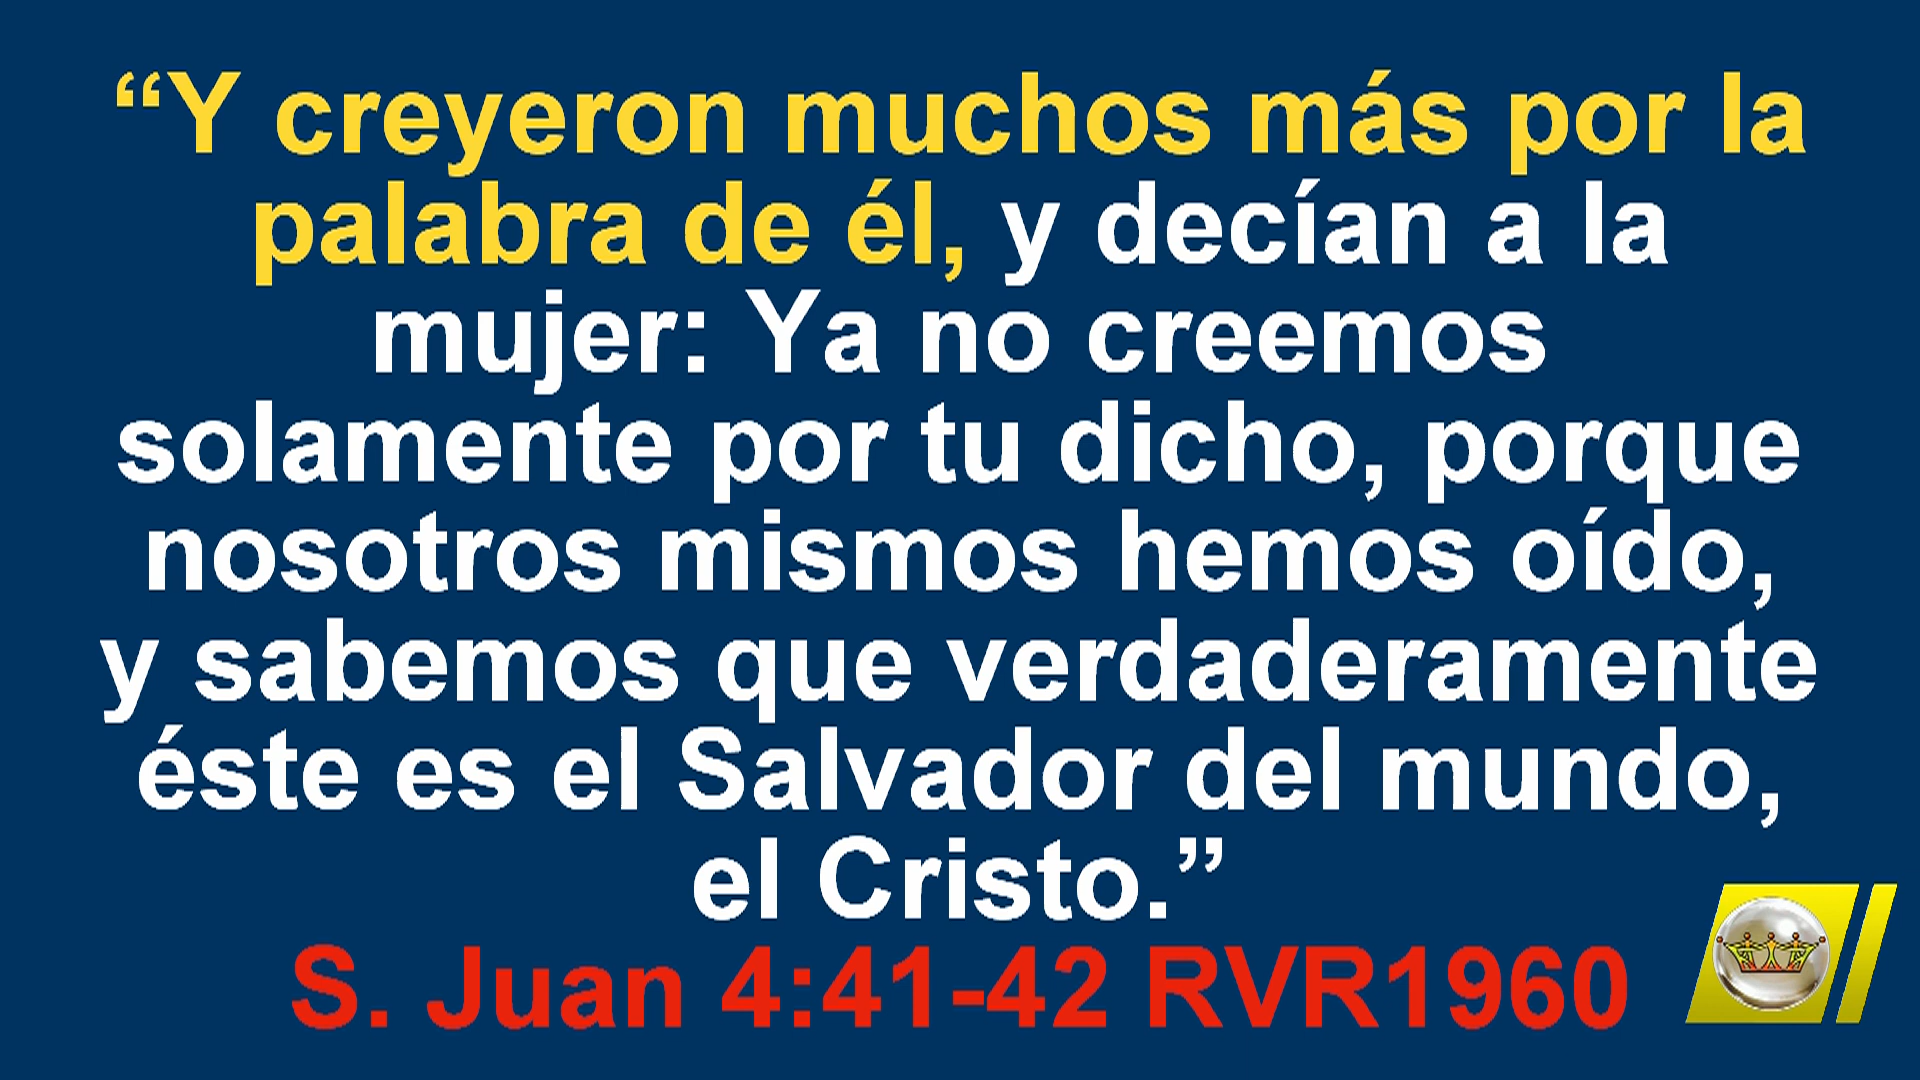 “Y creyeron muchos más por la
palabra de él, y decían a la
mujer: Ya no creemos
solamente por tu dicho, porque
nosotros mismos hemos oído,
y sabemos que verdaderamente
éste es el Salvador del mundo,
el Cristo.”
S. Juan 4:41-42 RVR1960